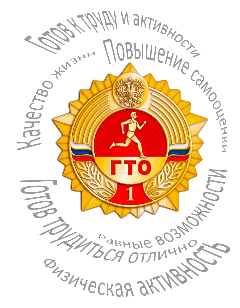 Готов к труду и активности
Повышение самооценки
Качество жизни
ГТО
1
равные возможности
Готов трудиться отлично
Физическая активность